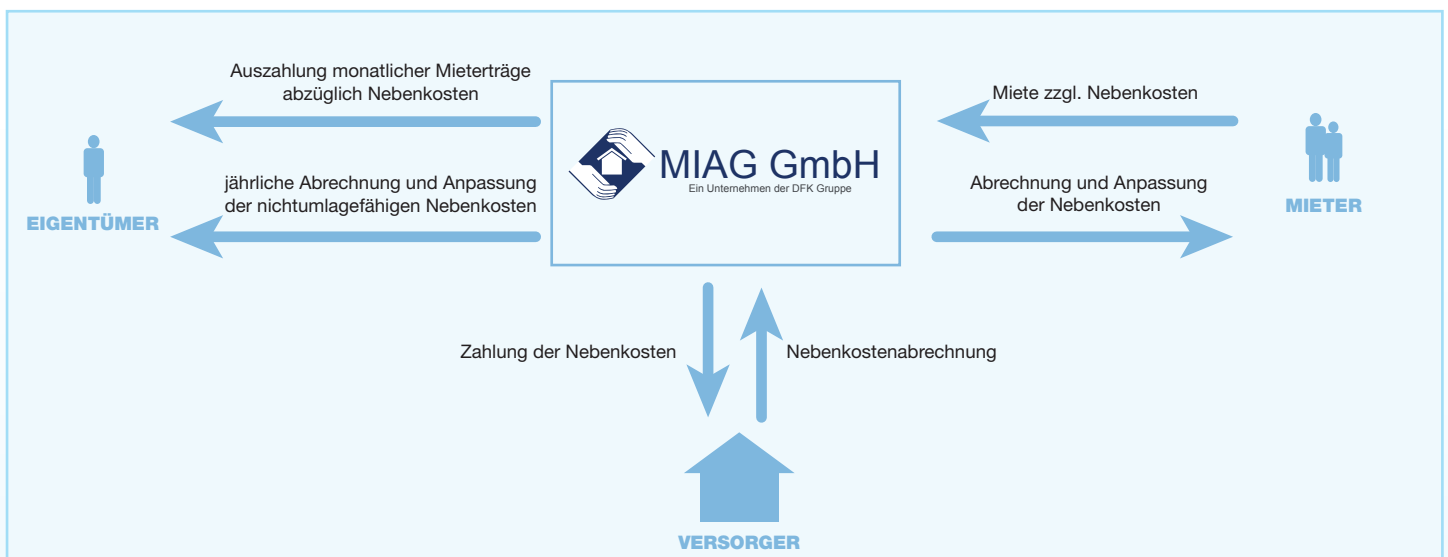 Auszahlung monatlicher Mieterträge
abzüglich Nebenkosten
jährliche Abrechnung und Anpassung
der nichtumlagefähigen Nebenkosten
EIGENTÜMER
MIAG GmbH
Ein Unternehmen der DFK Gruppe
Miete zzgl. Nebenkosten
Abrechnung und Anpassung
der Nebenkosten
MIETER
Zahlung der Nebenkosten
Nebenkostenabrechnung
VERSORGER